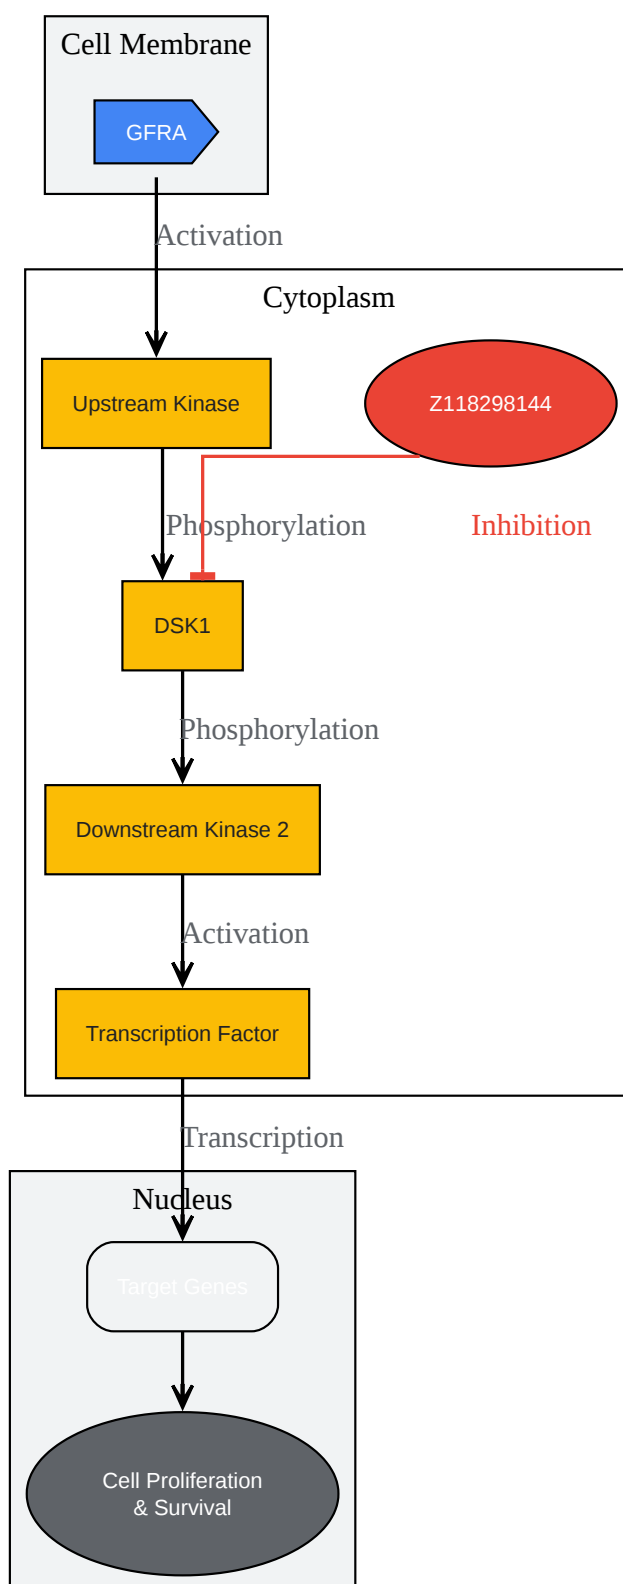 Cell Membrane
GFRA
Activation
Cytoplasm
Upstream Kinase
Z118298144
Phosphorylation
Inhibition
DSK1
Phosphorylation
Downstream Kinase 2
Activation
Transcription Factor
Transcription
Nucleus
Target Genes
Cell Proliferation
& Survival